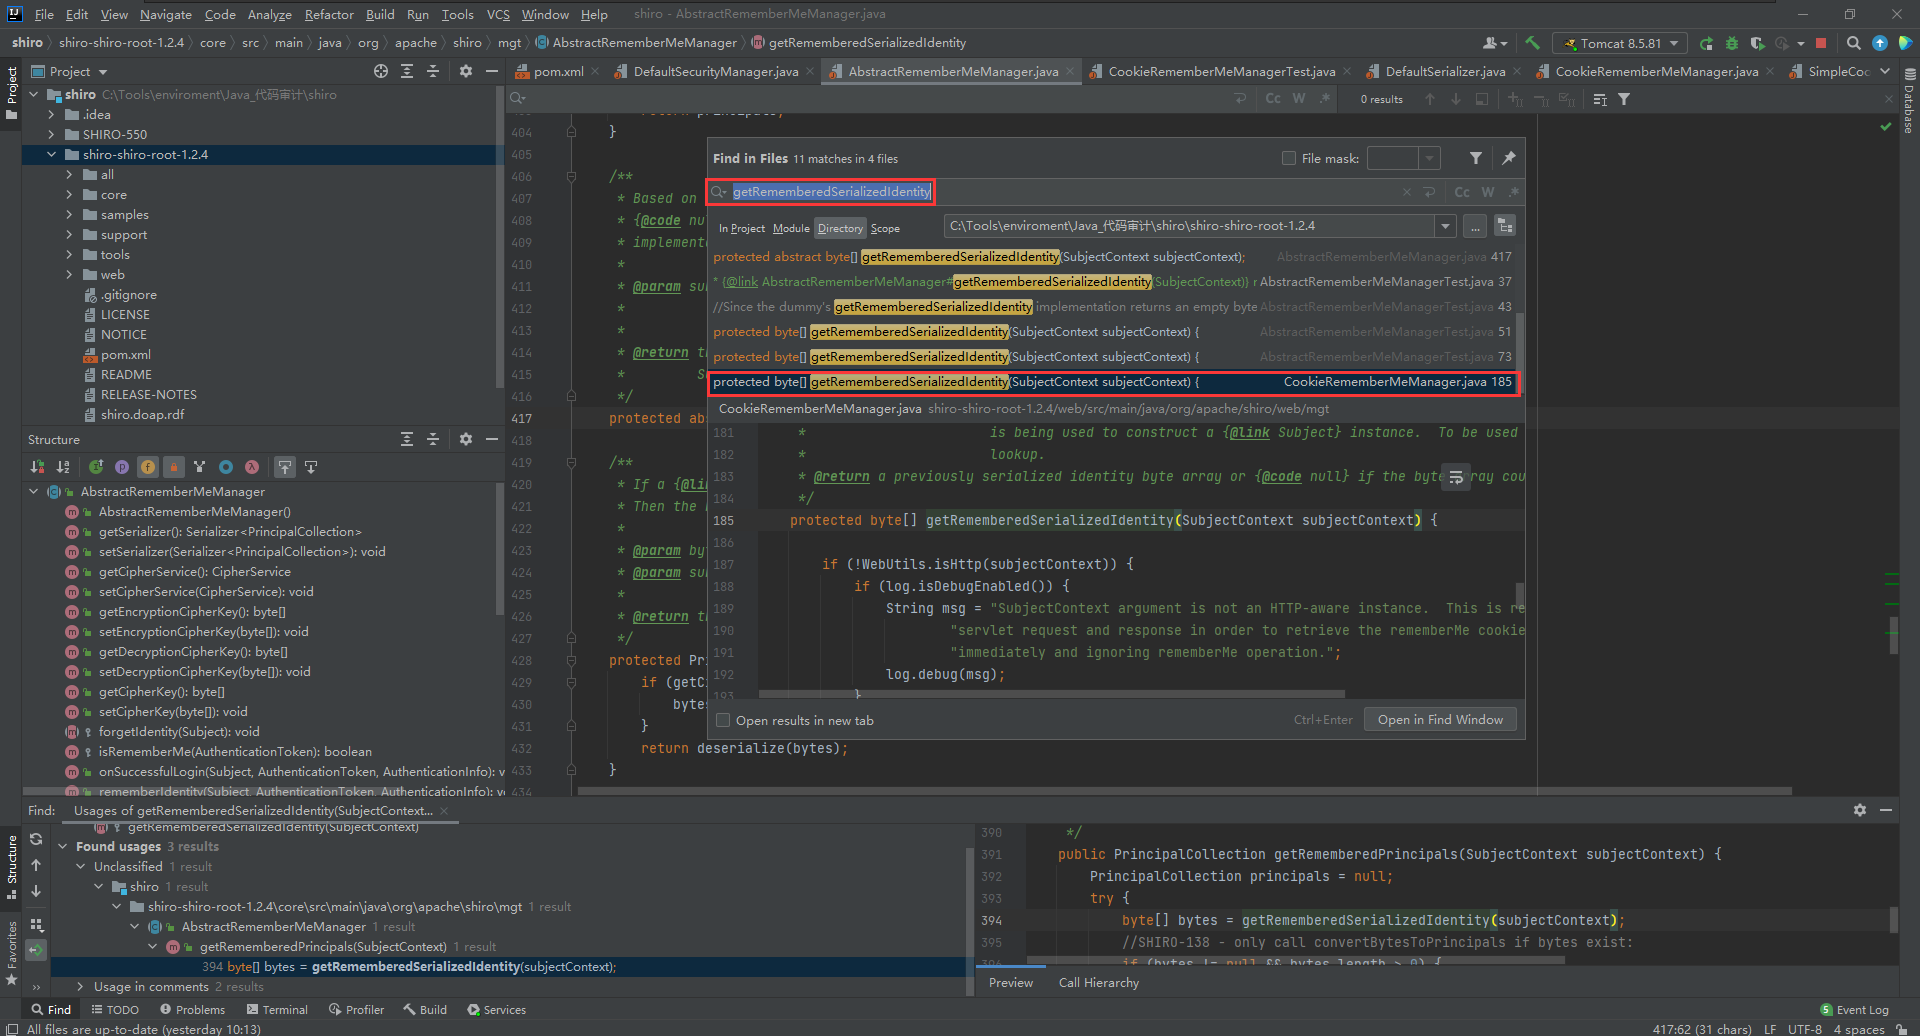 File Edit View Navigate Code Analyze Refactor Build Run Tools VCS Window Help shiro - AbstractRememberMeManager.java
shiro shiro-shiro-root-1.2.4 core src main java org apache shiro mgt AbstractRememberMeManager getRememberedSerializedIdentity
Tomcat 8.5.81
Project
Project
pom.xml DefaultSecurityManager.java AbstractRememberMeManager.java CookieRememberMeManagerTest.java DefaultSerializer.java CookieRememberMeManager.java SimpleCoo
Database
shiro C:\Tools\enviroment\Java_代码审计\shiro
.idea
SHIRO-550
shiro-shiro-root-1.2.4
all
core
samples
support
tools
web
.gitignore
LICENSE
NOTICE
pom.xml
README
RELEASE-NOTES
shiro.doap.rdf
Cc W .* 0 results
404 }
405
406 /**
407 * Based on
408 * {@code nu
409 * implement
410 *
411 * @param su
412 *
413 *
414 * @return t
415 * S
416 */
417 protected abs
418
419 /**
420 * If a {@li
421 * Then the
422 *
423 * @param by
424 * @param su
425 *
426 * @return t
427 */
428 protected Pr
429 if (getCi
430 bytes
431 }
432 return deserialize(bytes);
433 }
434
Find in Files 11 matches in 4 files
File mask:
getRememberedSerializedIdentity
Cc W .*
In Project Module Directory Scope C:\Tools\enviroment\Java_代码审计\shiro\shiro-shiro-root-1.2.4 ...
protected abstract byte[] getRememberedSerializedIdentity(SubjectContext subjectContext); AbstractRememberMeManager.java 417
* {@link AbstractRememberMeManager#getRememberedSerializedIdentity(SubjectContext)} r AbstractRememberMeManagerTest.java 37
//Since the dummy's getRememberedSerializedIdentity implementation returns an empty byte AbstractRememberMeManagerTest.java 43
protected byte[] getRememberedSerializedIdentity(SubjectContext subjectContext) { AbstractRememberMeManagerTest.java 51
protected byte[] getRememberedSerializedIdentity(SubjectContext subjectContext) { AbstractRememberMeManagerTest.java 73
protected byte[] getRememberedSerializedIdentity(SubjectContext subjectContext) { CookieRememberMeManager.java 185
CookieRememberMeManager.java shiro-shiro-root-1.2.4/web/src/main/java/org/apache/shiro/web/mgt
181 * is being used to construct a {@link Subject} instance. To be used
182 * lookup.
183 * @return a previously serialized identity byte array or {@code null} if the byte array cou
184 */
185 protected byte[] getRememberedSerializedIdentity(SubjectContext subjectContext) {
186
187 if (!WebUtils.isHttp(subjectContext)) {
188 if (log.isDebugEnabled()) {
189 String msg = "SubjectContext argument is not an HTTP-aware instance. This is re
190 "servlet request and response in order to retrieve the rememberMe cookie
191 "immediately and ignoring rememberMe operation.";
192 log.debug(msg);
193 }
Open results in new tab Ctrl+Enter Open in Find Window
Structure
AbstractRememberMeManager
AbstractRememberMeManager()
getSerializer(): Serializer<PrincipalCollection>
setSerializer(Serializer<PrincipalCollection>): void
getCipherService(): CipherService
setCipherService(CipherService): void
getEncryptionCipherKey(): byte[]
setEncryptionCipherKey(byte[]): void
getDecryptionCipherKey(): byte[]
setDecryptionCipherKey(byte[]): void
getCipherKey(): byte[]
setCipherKey(byte[]): void
forgetIdentity(Subject): void
isRememberMe(AuthenticationToken): boolean
onSuccessfulLogin(Subject, AuthenticationToken, AuthenticationInfo): v
rememberIdentity(Subject, AuthenticationToken, AuthenticationInfo): v
Find: Usages of getRememberedSerializedIdentity(SubjectContext...
getRememberedSerializedIdentity(SubjectContext)
Found usages 3 results
Unclassified 1 result
shiro 1 result
shiro-shiro-root-1.2.4\core\src\main\java\org\apache\shiro\mgt 1 result
AbstractRememberMeManager 1 result
getRememberedPrincipals(SubjectContext) 1 result
394 byte[] bytes = getRememberedSerializedIdentity(subjectContext);
Usage in comments 2 results
Structure
Favorites
390 */
391 public PrincipalCollection getRememberedPrincipals(SubjectContext subjectContext) {
392 PrincipalCollection principals = null;
393 try {
394 byte[] bytes = getRememberedSerializedIdentity(subjectContext);
395 //SHIRO-138 - only call convertBytesToPrincipals if bytes exist:
396 if (bytes != null && bytes.length > 0) {
Preview Call Hierarchy
Find TODO Problems Terminal Profiler Build Services 5 Event Log
All files are up-to-date (yesterday 10:13) 417:62 (31 chars) LF UTF-8 4 spaces